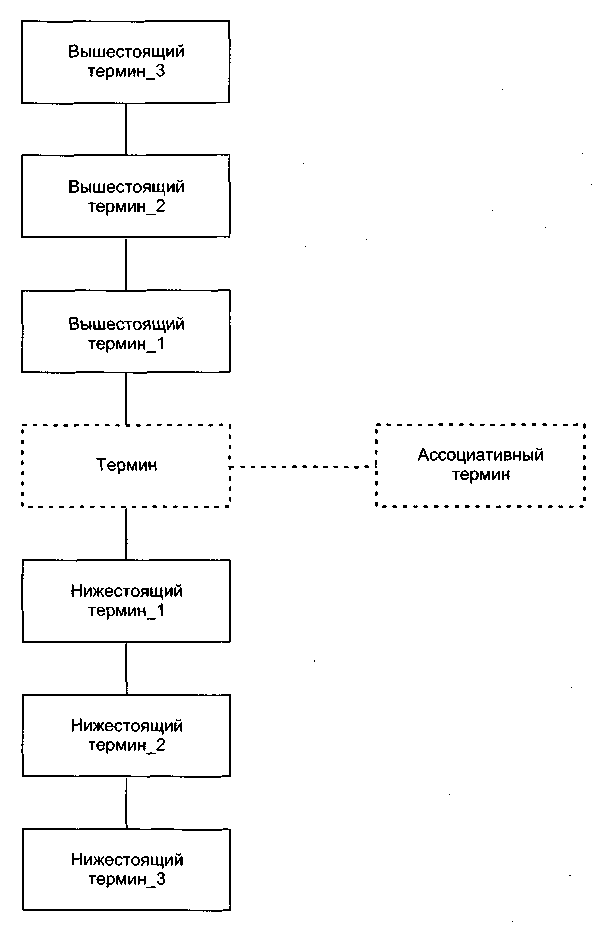 Вышестоящий
термин_3
Вышестоящий
термин_2
Вышестоящий
термин_1
Термин
Ассоциативный
термин
Нижестоящий
термин_1
Нижестоящий
термин_2
Нижестоящий
термин_3